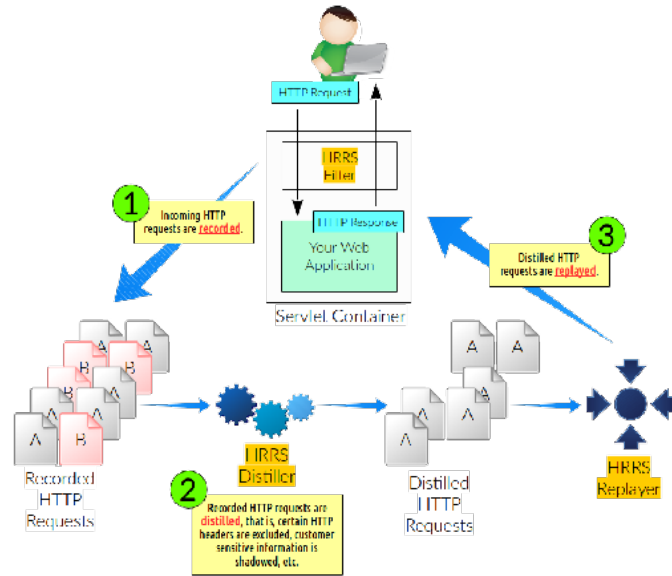 HTTP Request
HRRS
Filter
1
Incoming HTTP
requests are recorded.
HTTP Response
Your Web
Application
Servlet Container
3
Distilled HTTP
requests are replayed.
A
A
B
B
B
A
A
A
A
B
Recorded
HTTP
Requests
HRRS
Distiller
2
Recorded HTTP requests are
distilled, that is, certain HTTP
headers are excluded, customer
sensitive information is
shadowed, etc.
A
A
A
A
A
A
Distilled
HTTP
Requests
HRRS
Replayer